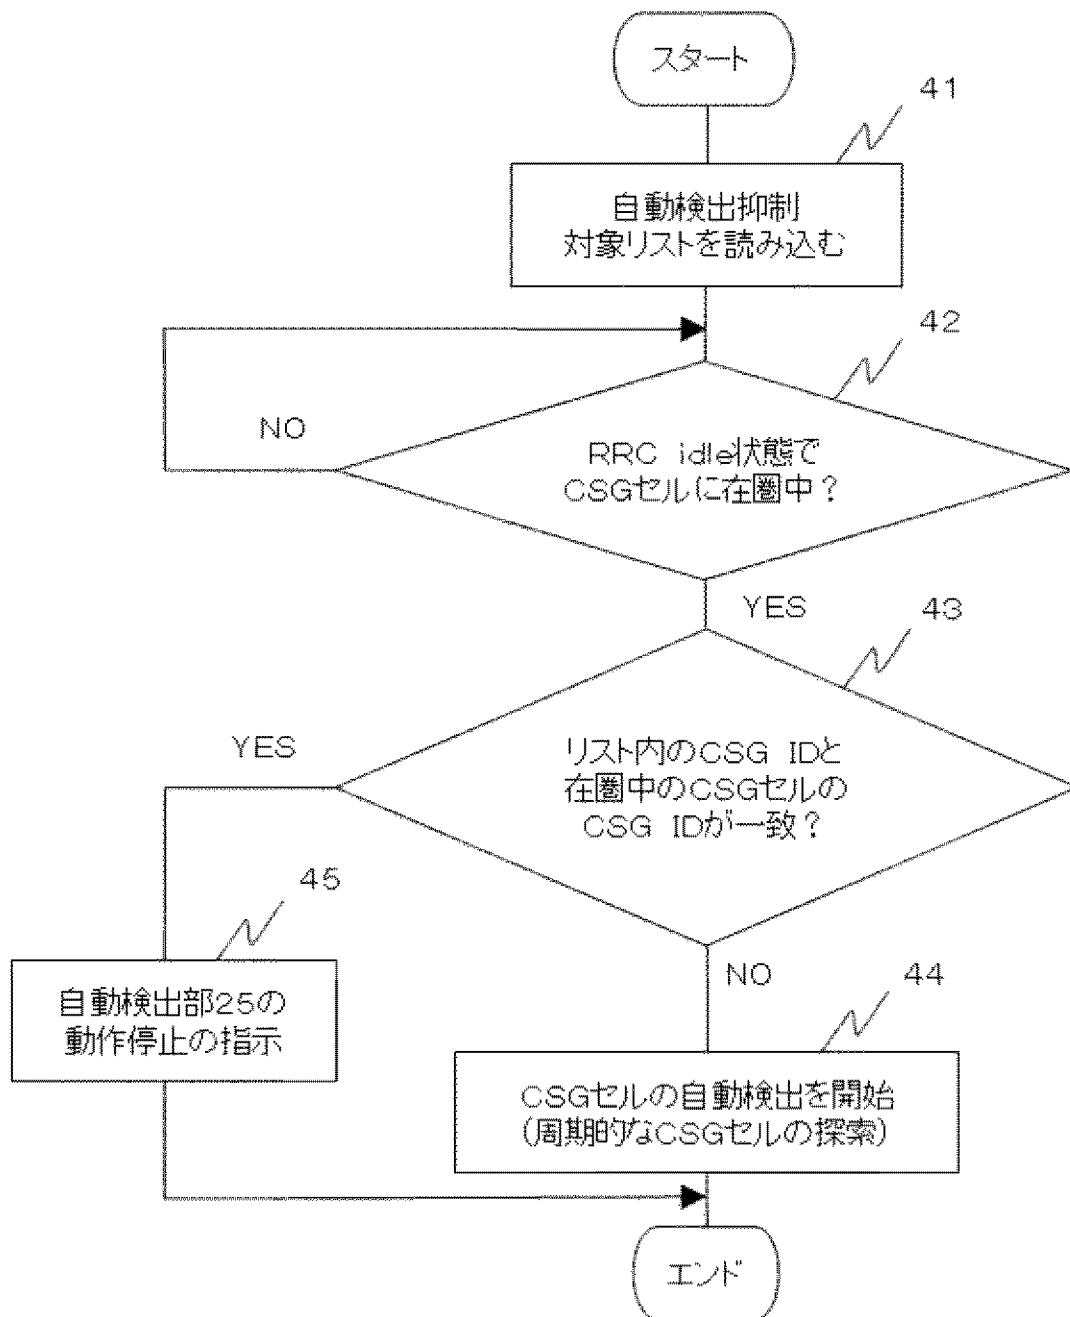 スタート
41
自動検出抑制
対象リストを読み込む
42
NO
RRC idle状態で
CSGセルに在圏中?
YES
43
YES
リスト内のCSG IDと
在圏中のCSGセルの
CSG IDが一致?
45
NO
44
自動検出部25の
動作停止の指示
CSGセルの自動検出を開始
(周期的なCSGセルの探索)
エンド